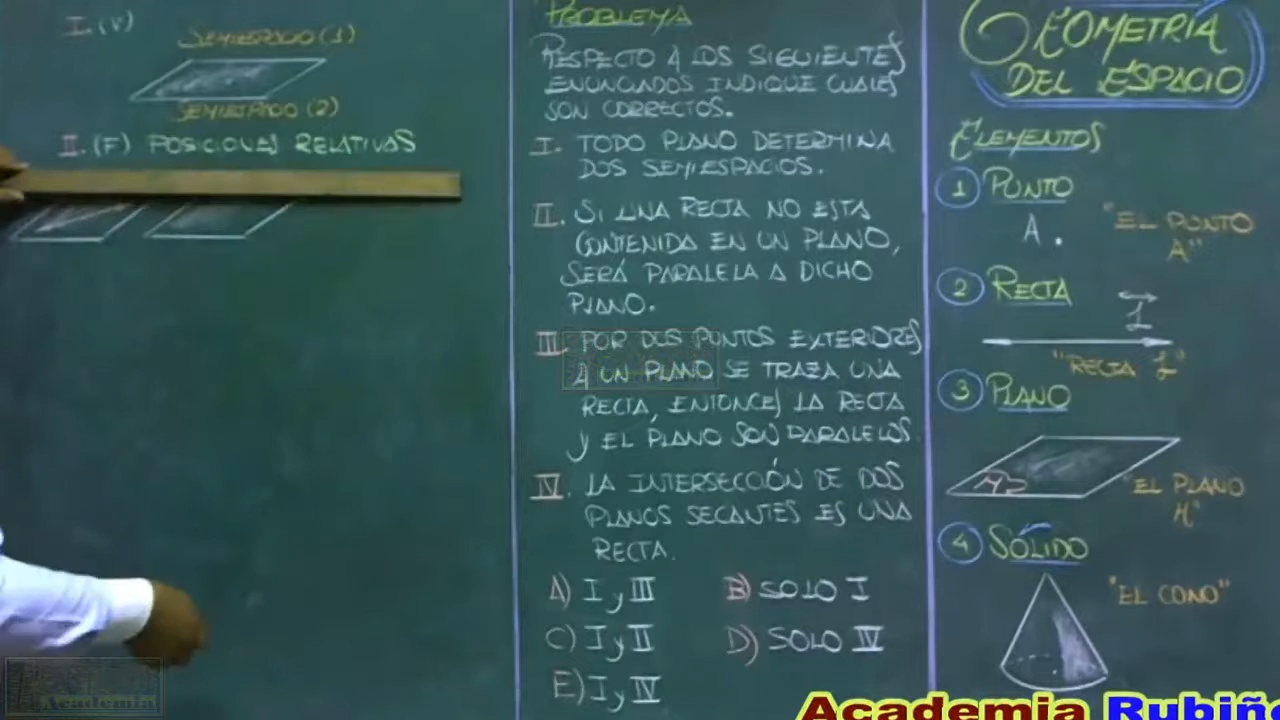 I. (V)
SEMIESPACIO (1)
SEMIESPACIO (2)
II. (F) POSICIONES RELATIVAS
PROBLEMA
RESPECTO A LOS SIGUIENTES
ENUNCIADOS INDIQUE CUALES
SON CORRECTOS.
I. TODO PLANO DETERMINA
DOS SEMIESPACIOS.
II. SI UNA RECTA NO ESTA
CONTENIDA EN UN PLANO,
SERÁ PARALELA A DICHO
PLANO.
III. POR DOS PUNTOS EXTERIORES
A UN PLANO SE TRAZA UNA
RECTA, ENTONCES LA RECTA
y EL PLANO SON PARALELOS.
IV. LA INTERSECCIÓN DE DOS
PLANOS SECANTES ES UNA
RECTA.
A) I y III B) SOLO I
C) I y II D) SOLO IV
E) I y IV
GEOMETRIA
DEL ESPACIO
ELEMENTOS
1 PUNTO
A . "EL PUNTO
A"
2 RECTA
L
"RECTA L"
3 PLANO
H
"EL PLANO
H"
4 SÓLIDO
"EL CONO"
Academia
Academia Rubiñ